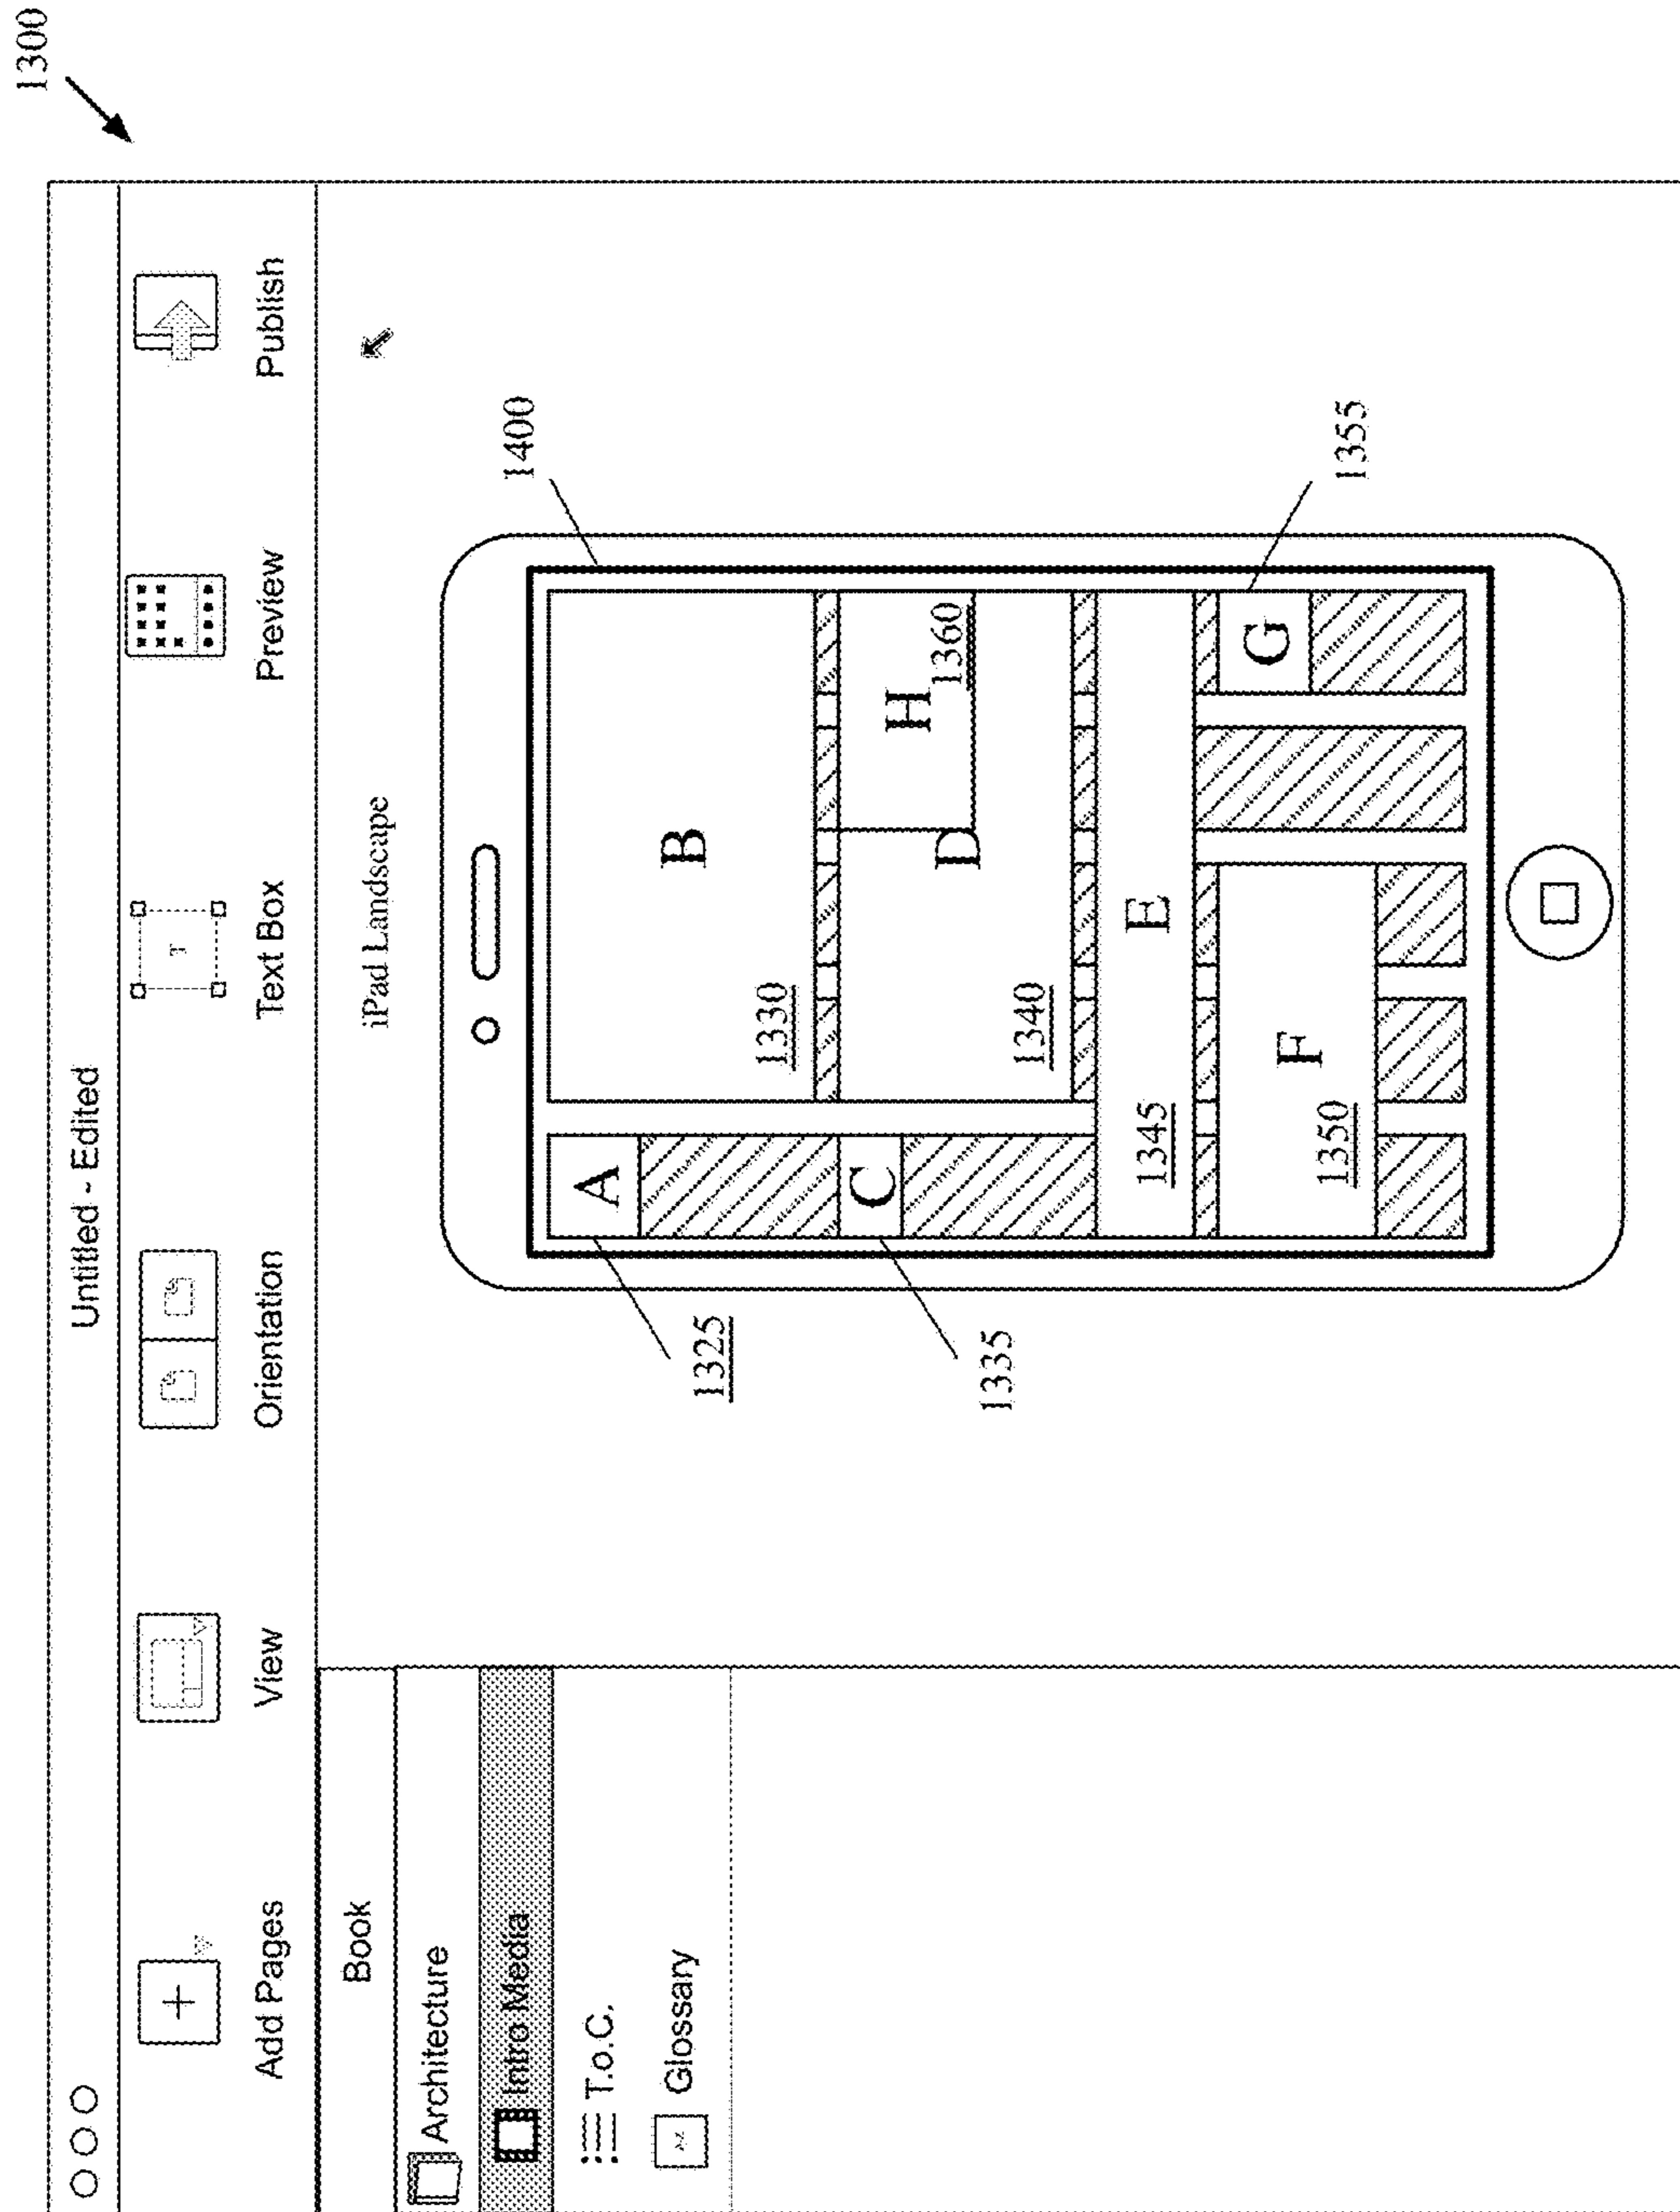 1300
Untitled - Edited
Add Pages
View
Orientation
T
Text Box
Preview
Publish
Book
Architecture
Intro Media
T.o.C.
Glossary
iPad Landscape
1400
1325
A
B
1330
1335
C
D
1340
H
1360
E
1345
F
1350
G
1355